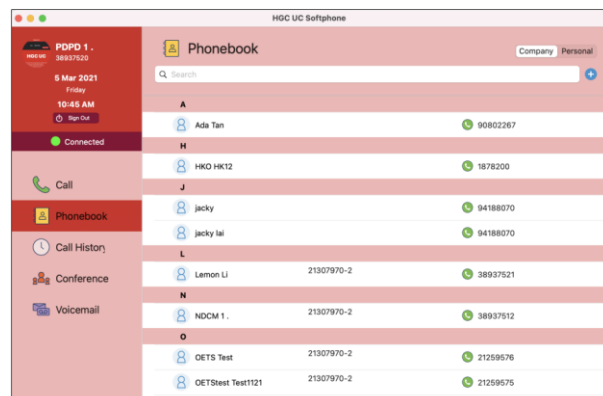 HGC UC Softphone
HGC UC
PDPD 1 .
38937520
5 Mar 2021
Friday
10:45 AM
Sign Out
Connected
Call
Phonebook
Call History
Conference
Voicemail
Phonebook
Company Personal
Search
A
Ada Tan 90802267
H
HKO HK12 1878200
J
jacky 94188070
jacky lai 94188070
L
Lemon Li 21307970-2 38937521
N
NDCM 1 . 21307970-2 38937512
O
OETS Test 21307970-2 21259576
OETStest Test1121 21307970-2 21259575